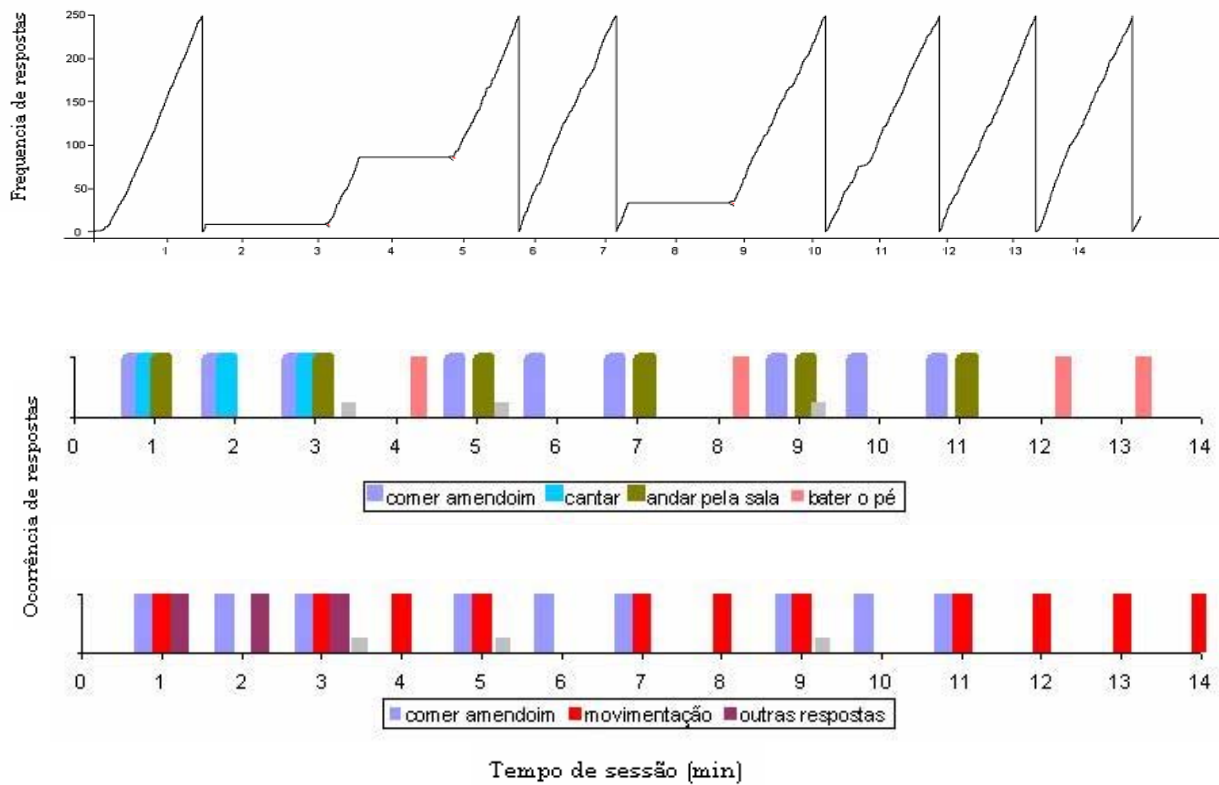 Frequencia de respostas
250
200
150
100
50
0
1 2 3 4 5 6 7 8 9 10 11 12 13 14
Ocorrência de respostas
0 1 2 3 4 5 6 7 8 9 10 11 12 13 14
comer amendoim cantar andar pela sala bater o pé
0 1 2 3 4 5 6 7 8 9 10 11 12 13 14
comer amendoim movimentação outras respostas
Tempo de sessão (min)